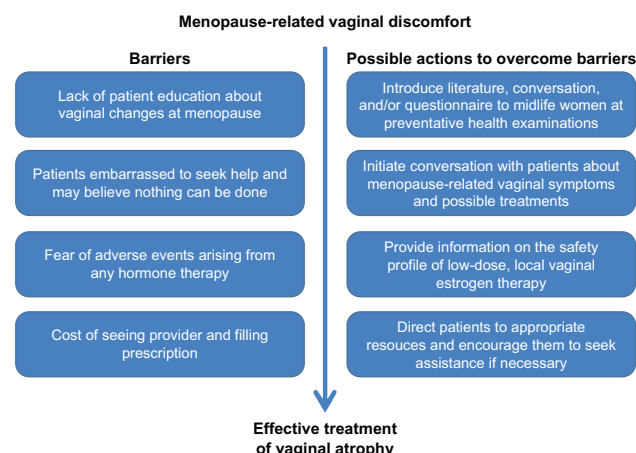 Menopause-related vaginal discomfort
Barriers
Lack of patient education about
vaginal changes at menopause
Patients embarrassed to seek help and
may believe nothing can be done
Fear of adverse events arising from
any hormone therapy
Cost of seeing provider and filling
prescription
Possible actions to overcome barriers
Introduce literature, conversation,
and/or questionnaire to midlife women at
preventative health examinations
Initiate conversation with patients about
menopause-related vaginal symptoms
and possible treatments
Provide information on the safety
profile of low-dose, local vaginal
estrogen therapy
Direct patients to appropriate
resouces and encourage them to seek
assistance if necessary
Effective treatment
of vaginal atrophy